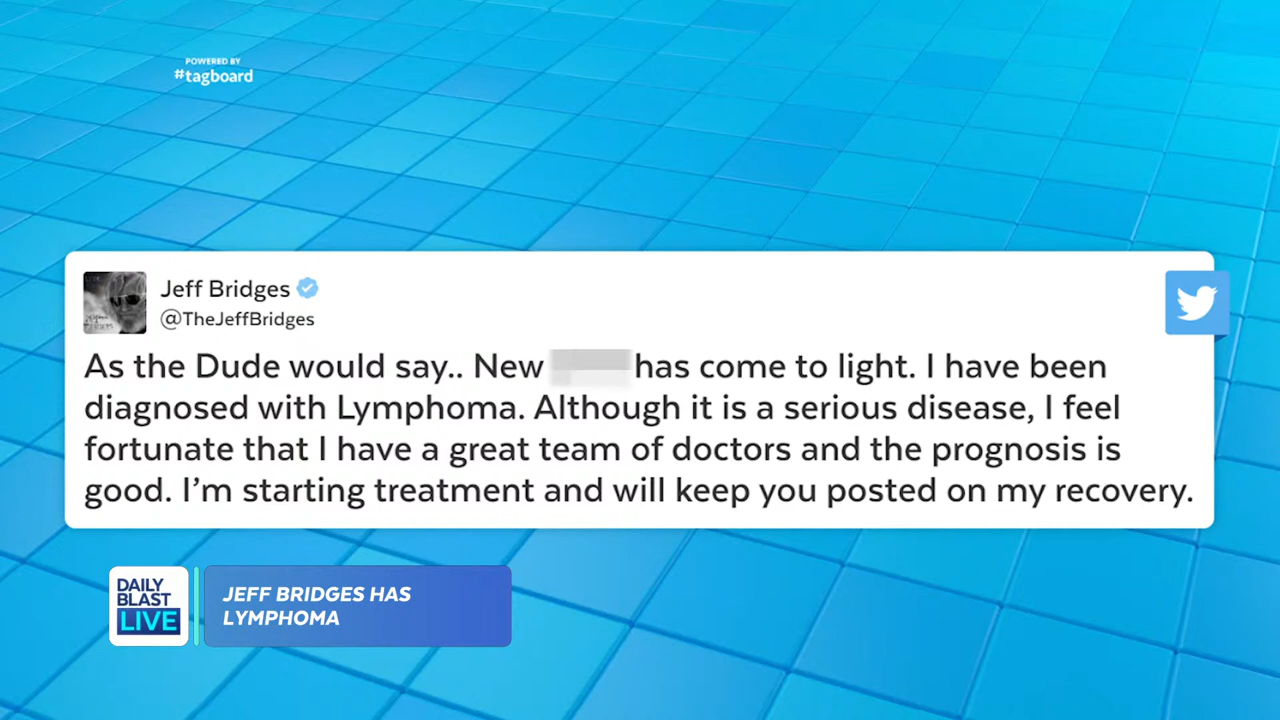 POWERED BY
#tagboard
Jeff Bridges
@TheJeffBridges
As the Dude would say.. New has come to light. I have been
diagnosed with Lymphoma. Although it is a serious disease, I feel
fortunate that I have a great team of doctors and the prognosis is
good. I’m starting treatment and will keep you posted on my recovery.
DAILY
BLAST
LIVE
JEFF BRIDGES HAS
LYMPHOMA